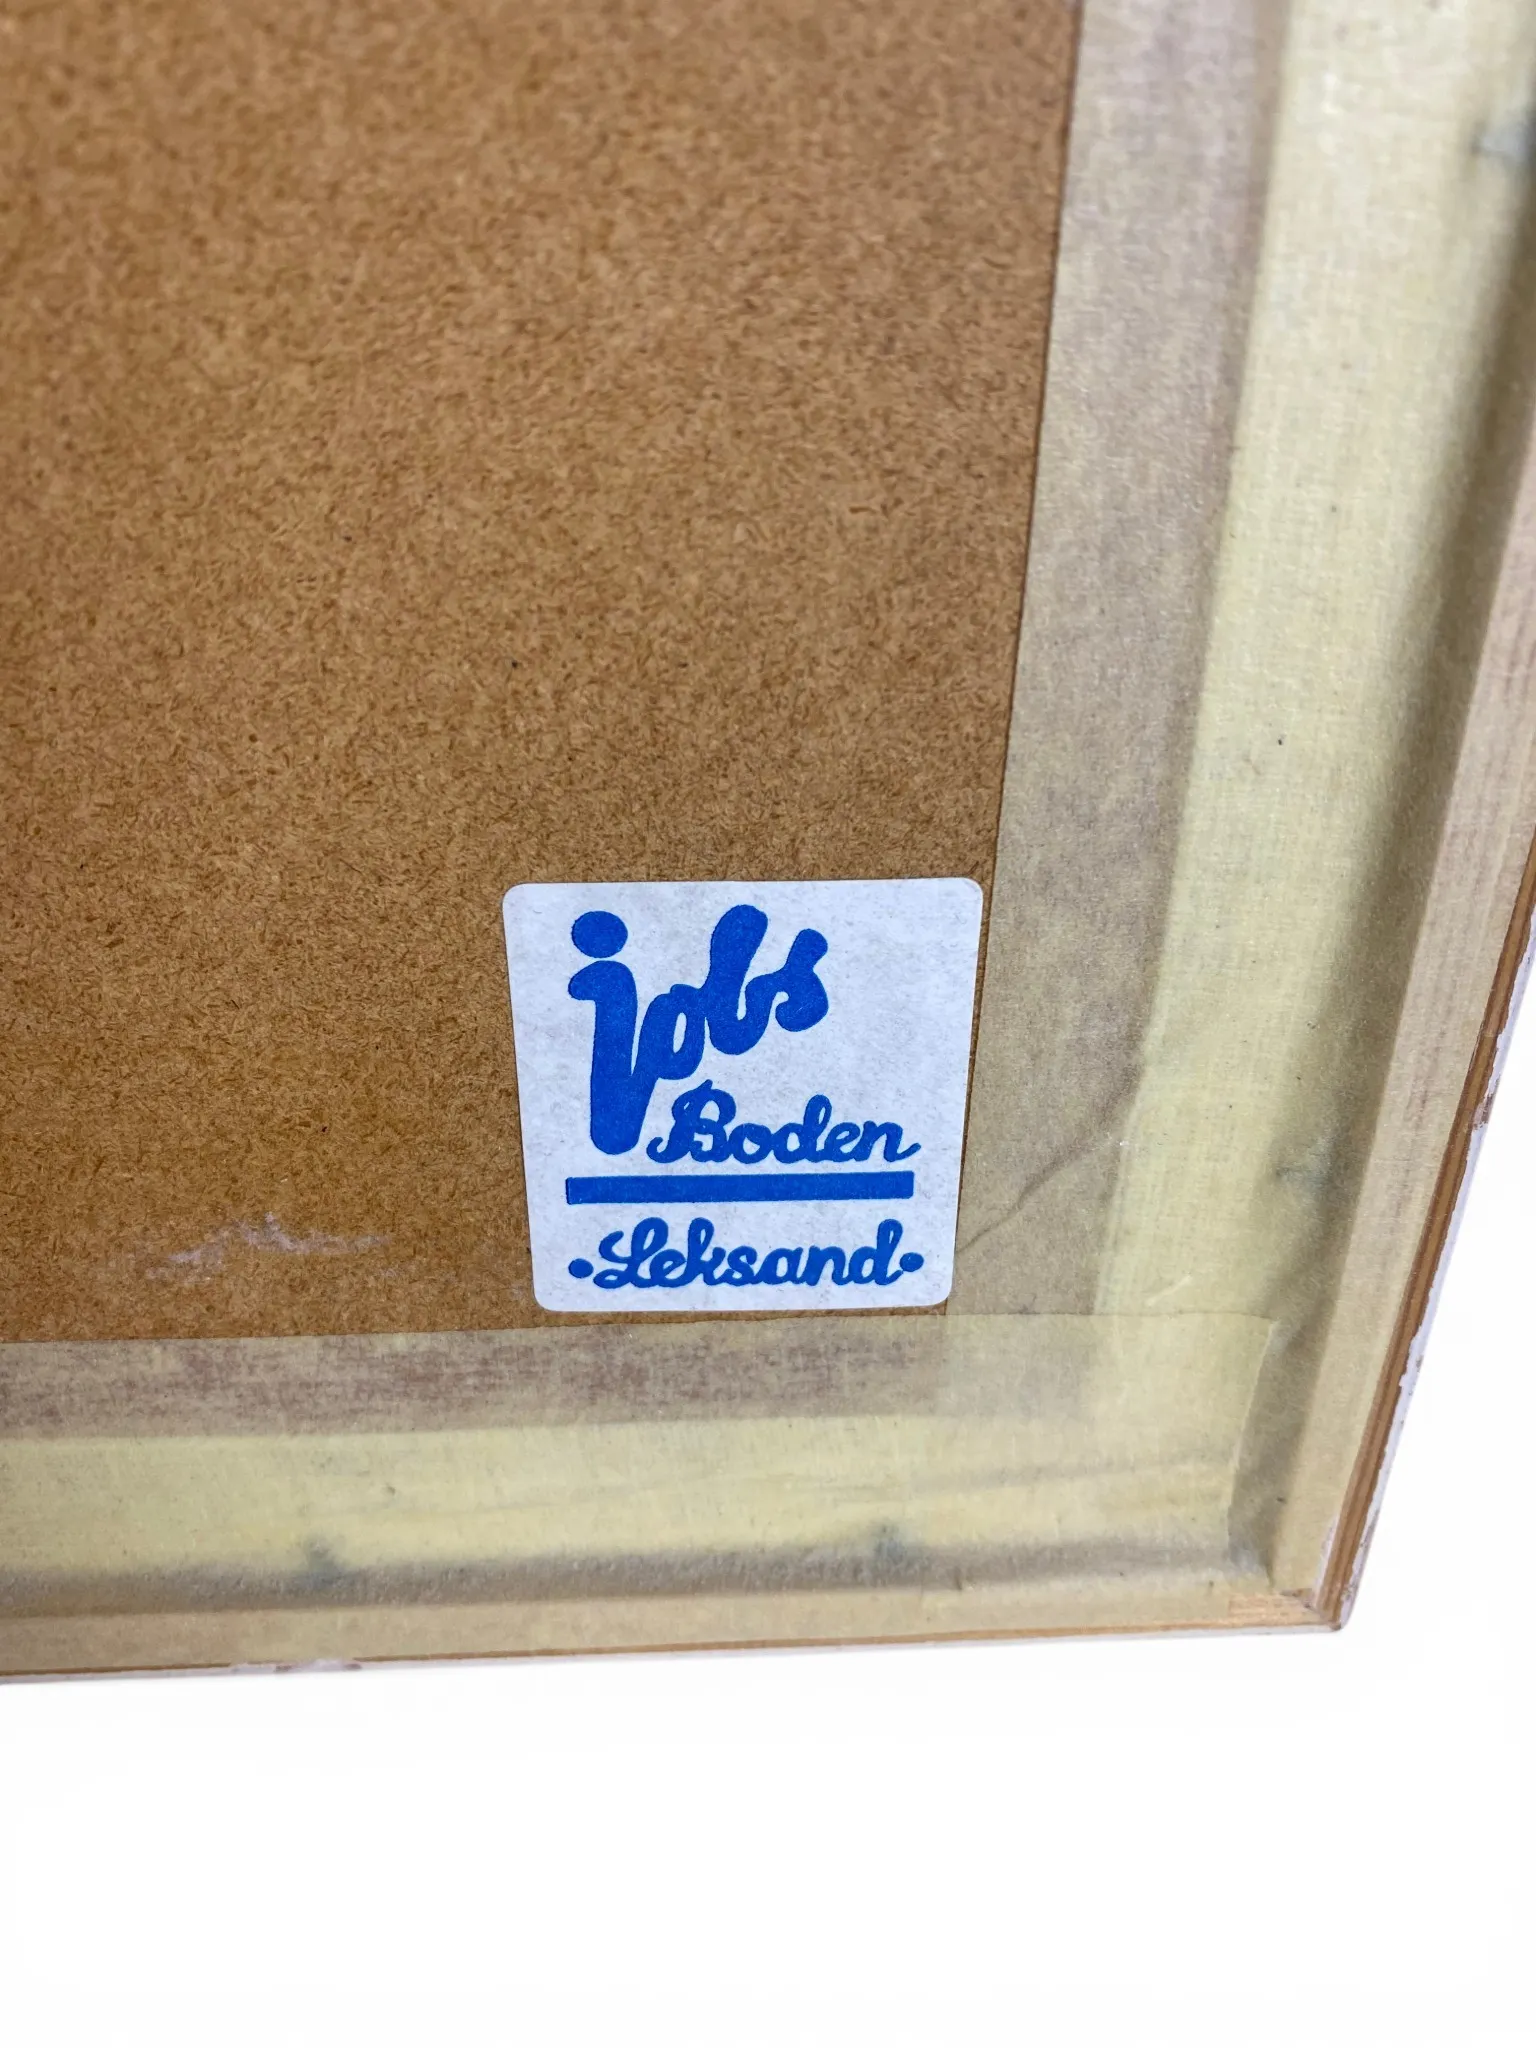 jobs
Boden
•Leksand•